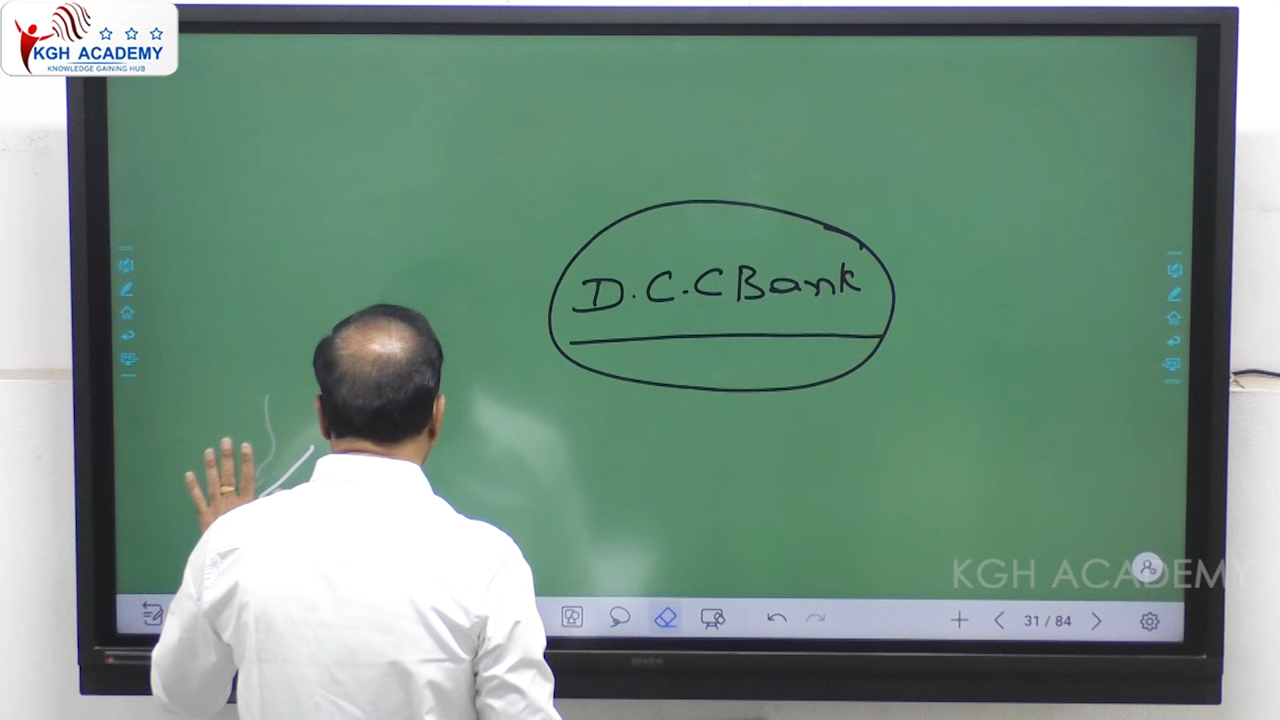 KGH ACADEMY
KNOWLEDGE GAINING HUB
D.C.C Bank
KGH ACADEMY
31 / 84